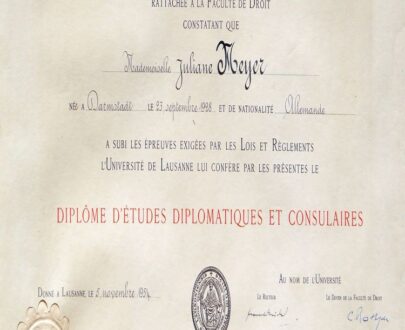 RATTACHÉE À LA FACULTÉ DE DROIT
CONSTATANT QUE
Mademoiselle Juliane Meyer
NÉE À Darmstadt LE 23 septembre 1928 ET DE NATIONALITÉ Allemande
A SUBI LES ÉPREUVES EXIGÉES PAR LES LOIS ET RÈGLEMENTS
L'UNIVERSITÉ DE LAUSANNE LUI CONFÈRE PAR LES PRÉSENTES LE
DIPLÔME D'ÉTUDES DIPLOMATIQUES ET CONSULAIRES
DONNÉ À LAUSANNE LE 5 novembre 1954
AU NOM DE L'UNIVERSITÉ
LE RECTEUR
LE DOYEN DE LA FACULTÉ DE DROIT